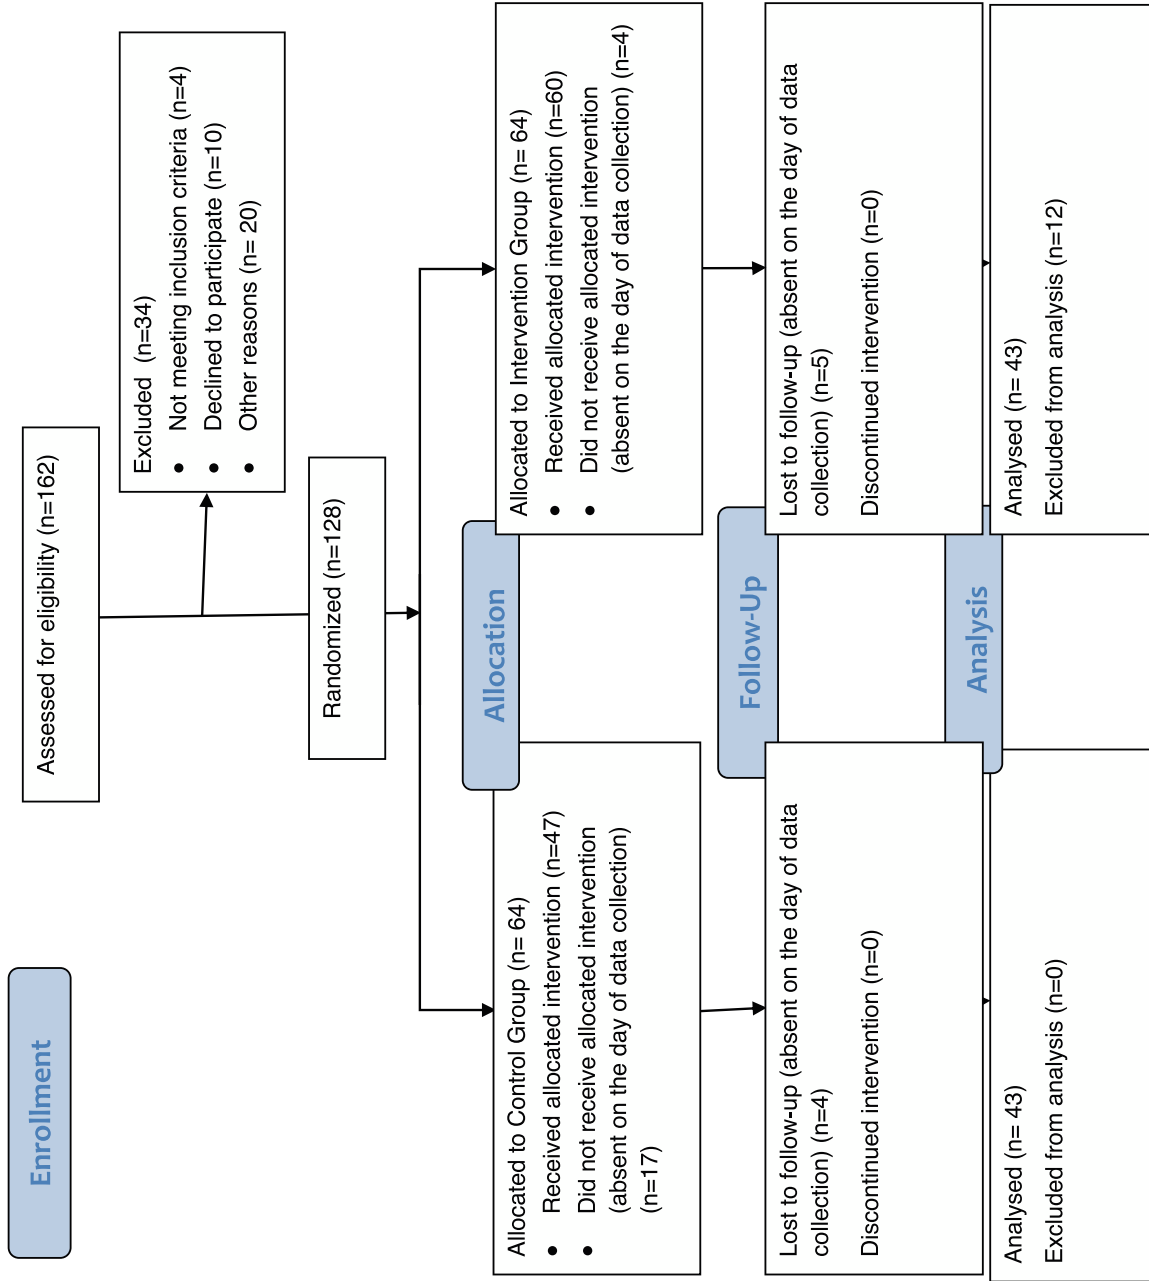 Enrollment
Assessed for eligibility (n=162)
Excluded (n=34)
• Not meeting inclusion criteria (n=4)
• Declined to participate (n=10)
• Other reasons (n= 20)
Randomized (n=128)
Allocation
Allocated to Control Group (n= 64)
• Received allocated intervention (n=47)
• Did not receive allocated intervention
(absent on the day of data collection)
(n=17)
Allocated to Intervention Group (n= 64)
• Received allocated intervention (n=60)
• Did not receive allocated intervention
(absent on the day of data collection) (n=4)
Follow-Up
Lost to follow-up (absent on the day of data
collection) (n=4)
Discontinued intervention (n=0)
Lost to follow-up (absent on the day of data
collection) (n=5)
Discontinued intervention (n=0)
Analysis
Analysed (n= 43)
Excluded from analysis (n=0)
Analysed (n= 43)
Excluded from analysis (n=12)